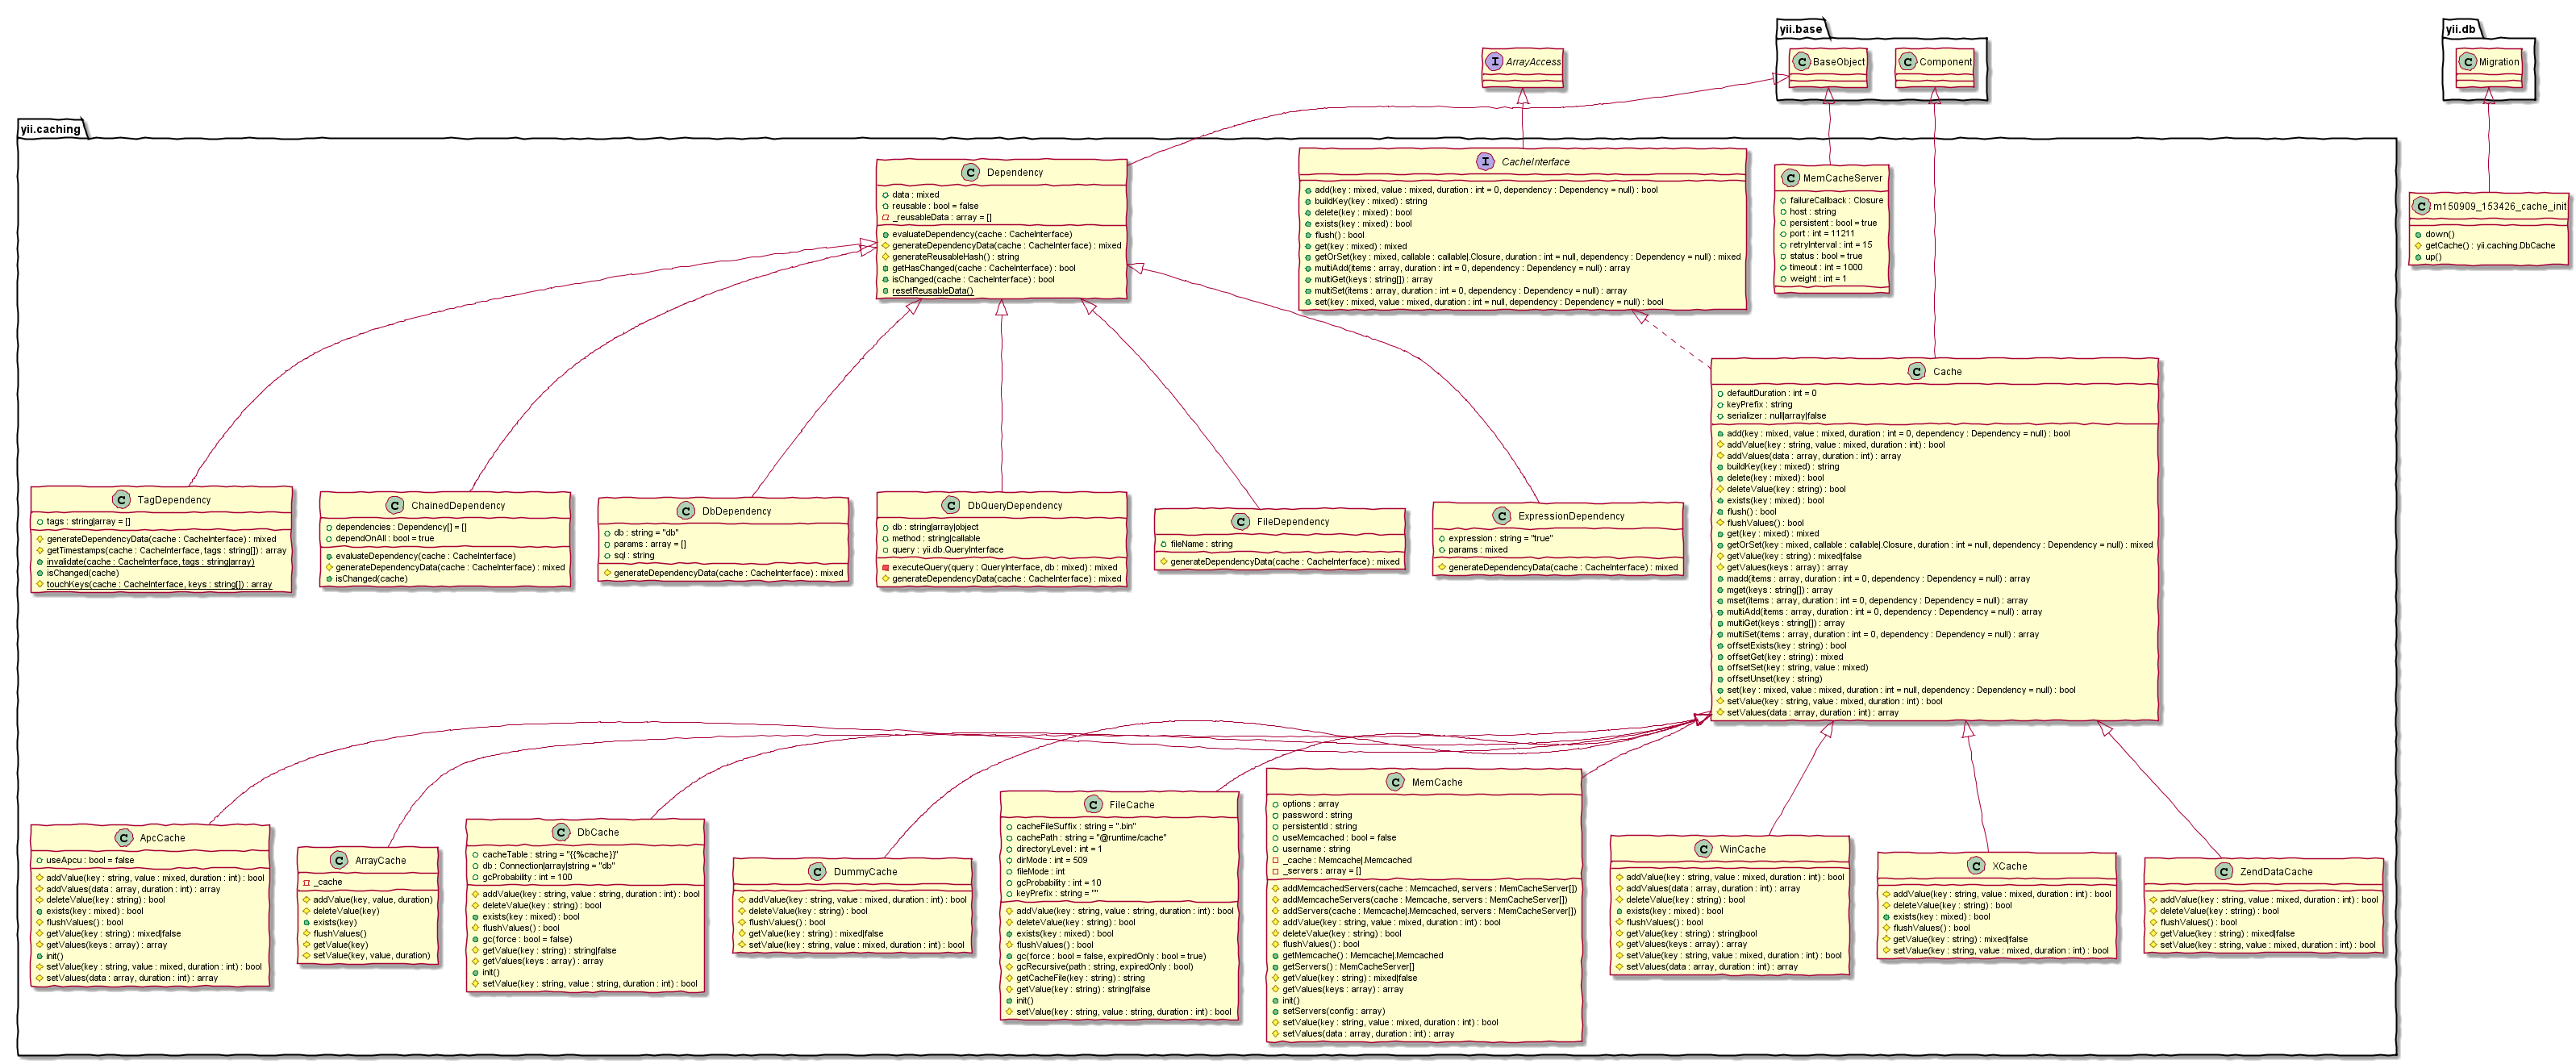 yii.base
BaseObject
Component
yii.db
Migration
ArrayAccess
yii.caching
Dependency
data : mixed
reusable : bool = false
_reusableData : array = []
evaluateDependency(cache : CacheInterface)
generateDependencyData(cache : CacheInterface) : mixed
generateReusableHash() : string
getHasChanged(cache : CacheInterface) : bool
isChanged(cache : CacheInterface) : bool
resetReusableData()
CacheInterface
add(key : mixed, value : mixed, duration : int = 0, dependency : Dependency = null) : bool
buildKey(key : mixed) : string
delete(key : mixed) : bool
exists(key : mixed) : bool
flush() : bool
get(key : mixed) : mixed
getOrSet(key : mixed, callable : callable|.Closure, duration : int = null, dependency : Dependency = null) : mixed
multiAdd(items : array, duration : int = 0, dependency : Dependency = null) : array
multiGet(keys : string[]) : array
multiSet(items : array, duration : int = 0, dependency : Dependency = null) : array
set(key : mixed, value : mixed, duration : int = null, dependency : Dependency = null) : bool
MemCacheServer
failureCallback : Closure
host : string
persistent : bool = true
port : int = 11211
retryInterval : int = 15
status : bool = true
timeout : int = 1000
weight : int = 1
m150909_153426_cache_init
down()
getCache() : yii.caching.DbCache
up()
Cache
defaultDuration : int = 0
keyPrefix : string
serializer : null|array|false
add(key : mixed, value : mixed, duration : int = 0, dependency : Dependency = null) : bool
addValue(key : string, value : mixed, duration : int) : bool
addValues(data : array, duration : int) : array
buildKey(key : mixed) : string
delete(key : mixed) : bool
deleteValue(key : string) : bool
exists(key : mixed) : bool
flush() : bool
flushValues() : bool
get(key : mixed) : mixed
getOrSet(key : mixed, callable : callable|.Closure, duration : int = null, dependency : Dependency = null) : mixed
getValue(key : string) : mixed|false
getValues(keys : array) : array
madd(items : array, duration : int = 0, dependency : Dependency = null) : array
mget(keys : string[]) : array
mset(items : array, duration : int = 0, dependency : Dependency = null) : array
multiAdd(items : array, duration : int = 0, dependency : Dependency = null) : array
multiGet(keys : string[]) : array
multiSet(items : array, duration : int = 0, dependency : Dependency = null) : array
offsetExists(key : string) : bool
offsetGet(key : string) : mixed
offsetSet(key : string, value : mixed)
offsetUnset(key : string)
set(key : mixed, value : mixed, duration : int = null, dependency : Dependency = null) : bool
setValue(key : string, value : mixed, duration : int) : bool
setValues(data : array, duration : int) : array
TagDependency
tags : string|array = []
generateDependencyData(cache : CacheInterface) : mixed
getTimestamps(cache : CacheInterface, tags : string[]) : array
invalidate(cache : CacheInterface, tags : string|array)
isChanged(cache)
touchKeys(cache : CacheInterface, keys : string[]) : array
ChainedDependency
dependencies : Dependency[] = []
dependOnAll : bool = true
evaluateDependency(cache : CacheInterface)
generateDependencyData(cache : CacheInterface) : mixed
isChanged(cache)
DbDependency
db : string = "db"
params : array = []
sql : string
generateDependencyData(cache : CacheInterface) : mixed
DbQueryDependency
db : string|array|object
method : string|callable
query : yii.db.QueryInterface
executeQuery(query : QueryInterface, db : mixed) : mixed
generateDependencyData(cache : CacheInterface) : mixed
FileDependency
fileName : string
generateDependencyData(cache : CacheInterface) : mixed
ExpressionDependency
expression : string = "true"
params : mixed
generateDependencyData(cache : CacheInterface) : mixed
ApcCache
useApcu : bool = false
addValue(key : string, value : mixed, duration : int) : bool
addValues(data : array, duration : int) : array
deleteValue(key : string) : bool
exists(key : mixed) : bool
flushValues() : bool
getValue(key : string) : mixed|false
getValues(keys : array) : array
init()
setValue(key : string, value : mixed, duration : int) : bool
setValues(data : array, duration : int) : array
ArrayCache
_cache
addValue(key, value, duration)
deleteValue(key)
exists(key)
flushValues()
getValue(key)
setValue(key, value, duration)
DbCache
cacheTable : string = "{{%cache}}"
db : Connection|array|string = "db"
gcProbability : int = 100
addValue(key : string, value : string, duration : int) : bool
deleteValue(key : string) : bool
exists(key : mixed) : bool
flushValues() : bool
gc(force : bool = false)
getValue(key : string) : string|false
getValues(keys : array) : array
init()
setValue(key : string, value : string, duration : int) : bool
DummyCache
addValue(key : string, value : mixed, duration : int) : bool
deleteValue(key : string) : bool
flushValues() : bool
getValue(key : string) : mixed|false
setValue(key : string, value : mixed, duration : int) : bool
FileCache
cacheFileSuffix : string = ".bin"
cachePath : string = "@runtime/cache"
directoryLevel : int = 1
dirMode : int = 509
fileMode : int
gcProbability : int = 10
keyPrefix : string = ""
addValue(key : string, value : string, duration : int) : bool
deleteValue(key : string) : bool
exists(key : mixed) : bool
flushValues() : bool
gc(force : bool = false, expiredOnly : bool = true)
gcRecursive(path : string, expiredOnly : bool)
getCacheFile(key : string) : string
getValue(key : string) : string|false
init()
setValue(key : string, value : string, duration : int) : bool
MemCache
options : array
password : string
persistentId : string
useMemcached : bool = false
username : string
_cache : Memcache|.Memcached
_servers : array = []
addMemcachedServers(cache : Memcached, servers : MemCacheServer[])
addMemcacheServers(cache : Memcache, servers : MemCacheServer[])
addServers(cache : Memcache|.Memcached, servers : MemCacheServer[])
addValue(key : string, value : mixed, duration : int) : bool
deleteValue(key : string) : bool
flushValues() : bool
getMemcache() : Memcache|.Memcached
getServers() : MemCacheServer[]
getValue(key : string) : mixed|false
getValues(keys : array) : array
init()
setServers(config : array)
setValue(key : string, value : mixed, duration : int) : bool
setValues(data : array, duration : int) : array
WinCache
addValue(key : string, value : mixed, duration : int) : bool
addValues(data : array, duration : int) : array
deleteValue(key : string) : bool
exists(key : mixed) : bool
flushValues() : bool
getValue(key : string) : string|bool
getValues(keys : array) : array
setValue(key : string, value : mixed, duration : int) : bool
setValues(data : array, duration : int) : array
XCache
addValue(key : string, value : mixed, duration : int) : bool
deleteValue(key : string) : bool
exists(key : mixed) : bool
flushValues() : bool
getValue(key : string) : mixed|false
setValue(key : string, value : mixed, duration : int) : bool
ZendDataCache
addValue(key : string, value : mixed, duration : int) : bool
deleteValue(key : string) : bool
flushValues() : bool
getValue(key : string) : mixed|false
setValue(key : string, value : mixed, duration : int) : bool